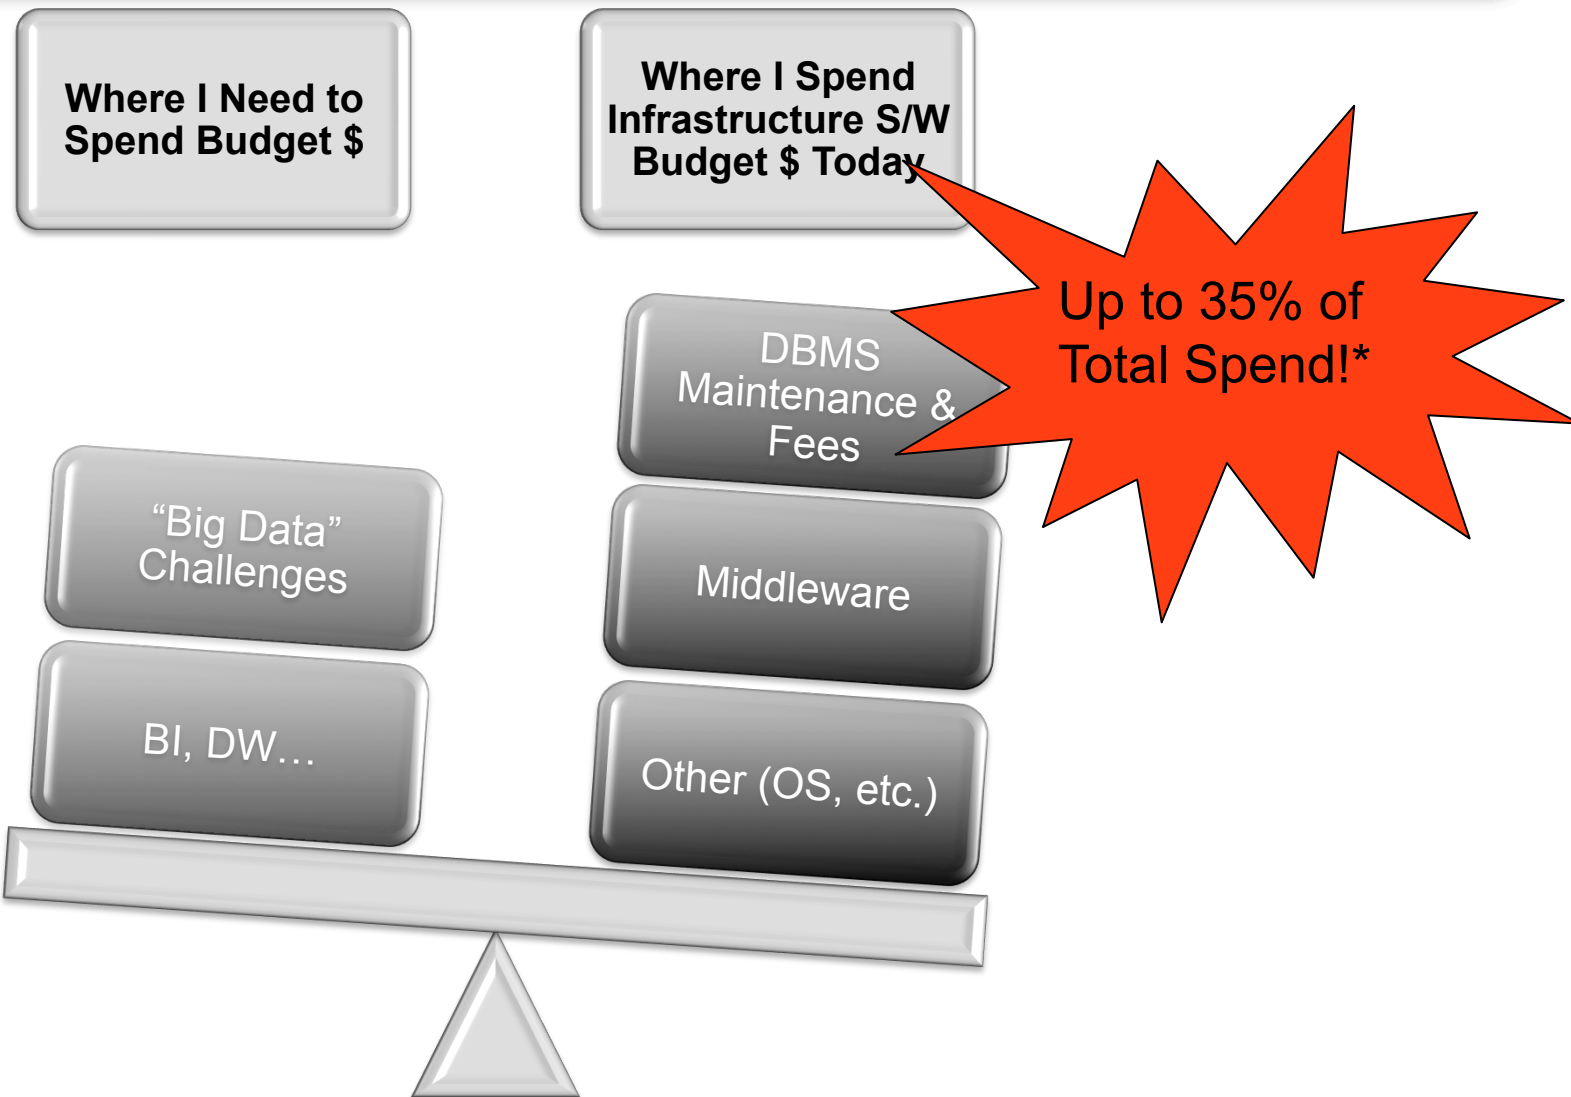 Where I Need to
Spend Budget $
Where I Spend
Infrastructure S/W
Budget $ Today
Up to 35% of
Total Spend!*
DBMS
Maintenance &
Fees
“Big Data”
Challenges
Middleware
BI, DW…
Other (OS, etc.)